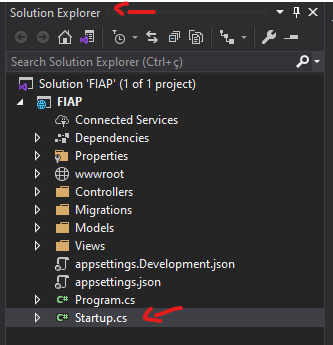 Solution Explorer
Search Solution Explorer (Ctrl+ç)
Solution 'FIAP' (1 of 1 project)
FIAP
Connected Services
Dependencies
Properties
wwwroot
Controllers
Migrations
Models
Views
appsettings.Development.json
appsettings.json
C# Program.cs
C# Startup.cs